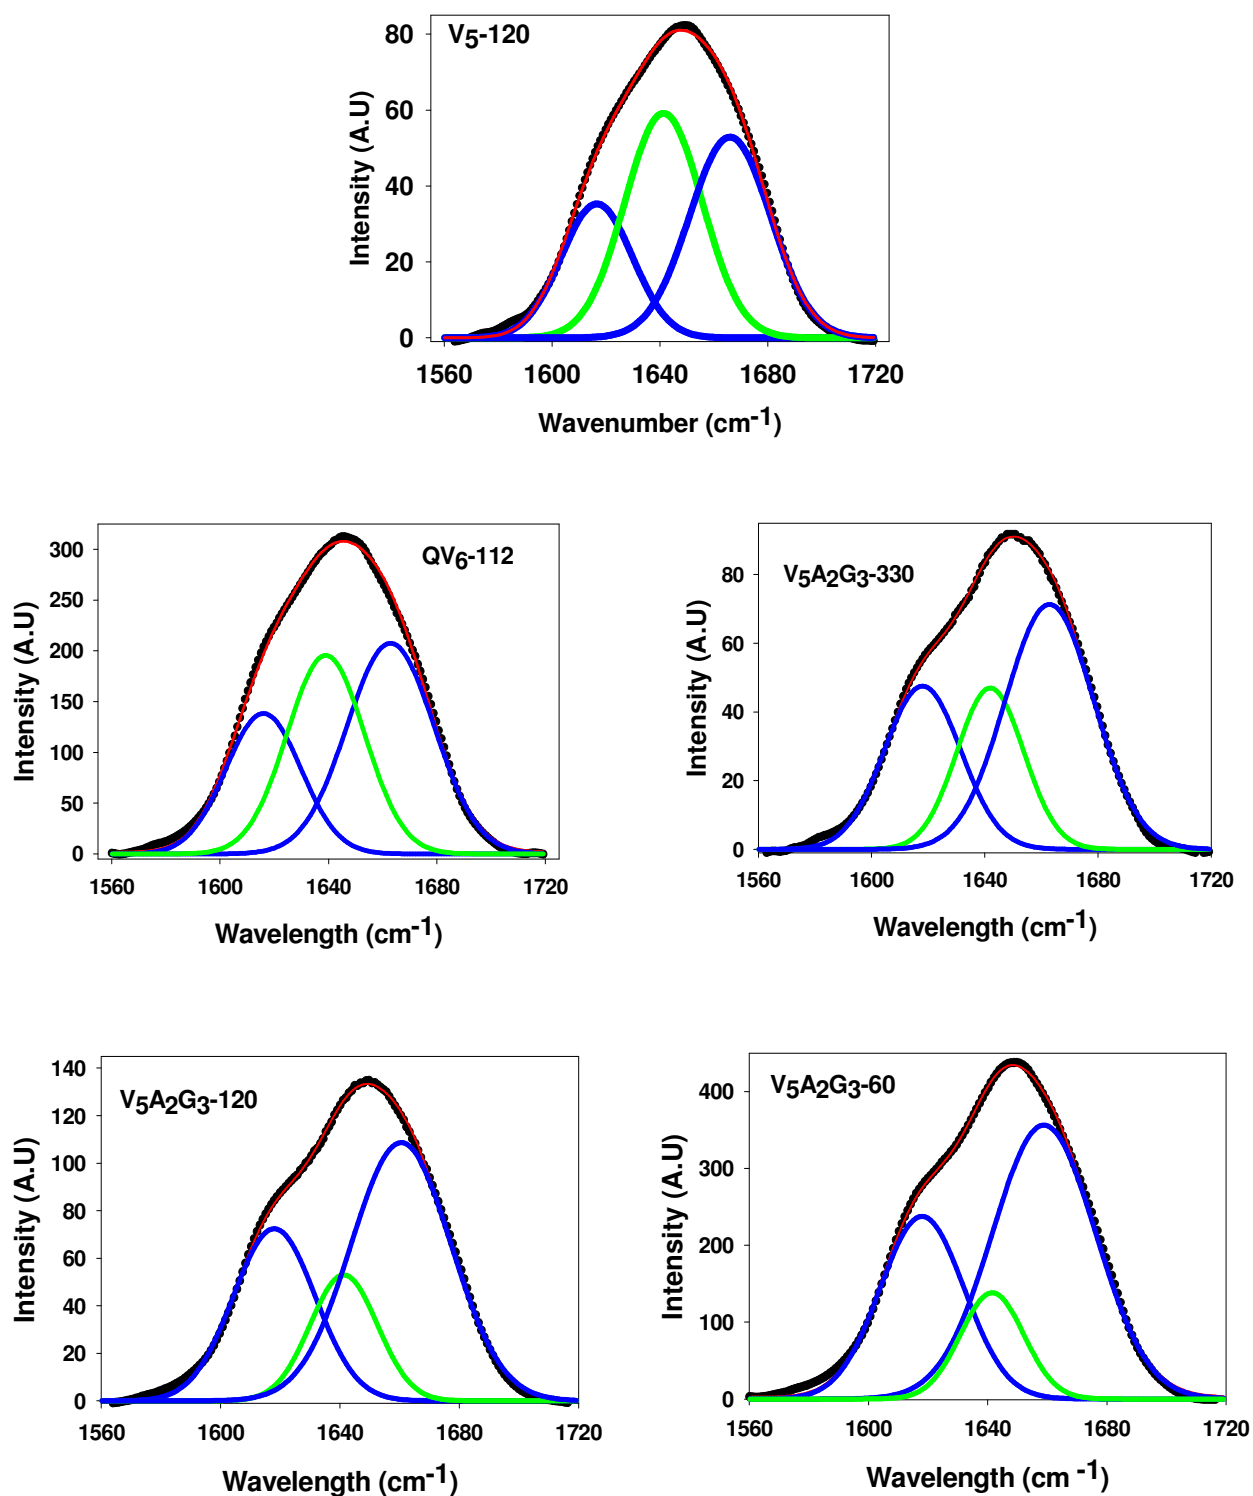 V5-120
Intensity (A.U)
80
60
40
20
0
1560 1600 1640 1680 1720
Wavenumber (cm-1)
QV6-112
Intensity (A.U)
300
250
200
150
100
50
0
1560 1600 1640 1680 1720
Wavelength (cm-1)
V5A2G3-330
Intensity (A.U)
80
60
40
20
0
1560 1600 1640 1680 1720
Wavelength (cm-1)
V5A2G3-120
Intensity (A.U)
140
120
100
80
60
40
20
0
1560 1600 1640 1680 1720
Wavelength (cm-1)
V5A2G3-60
Intensity (A.U)
400
300
200
100
0
1560 1600 1640 1680 1720
Wavelength (cm -1)